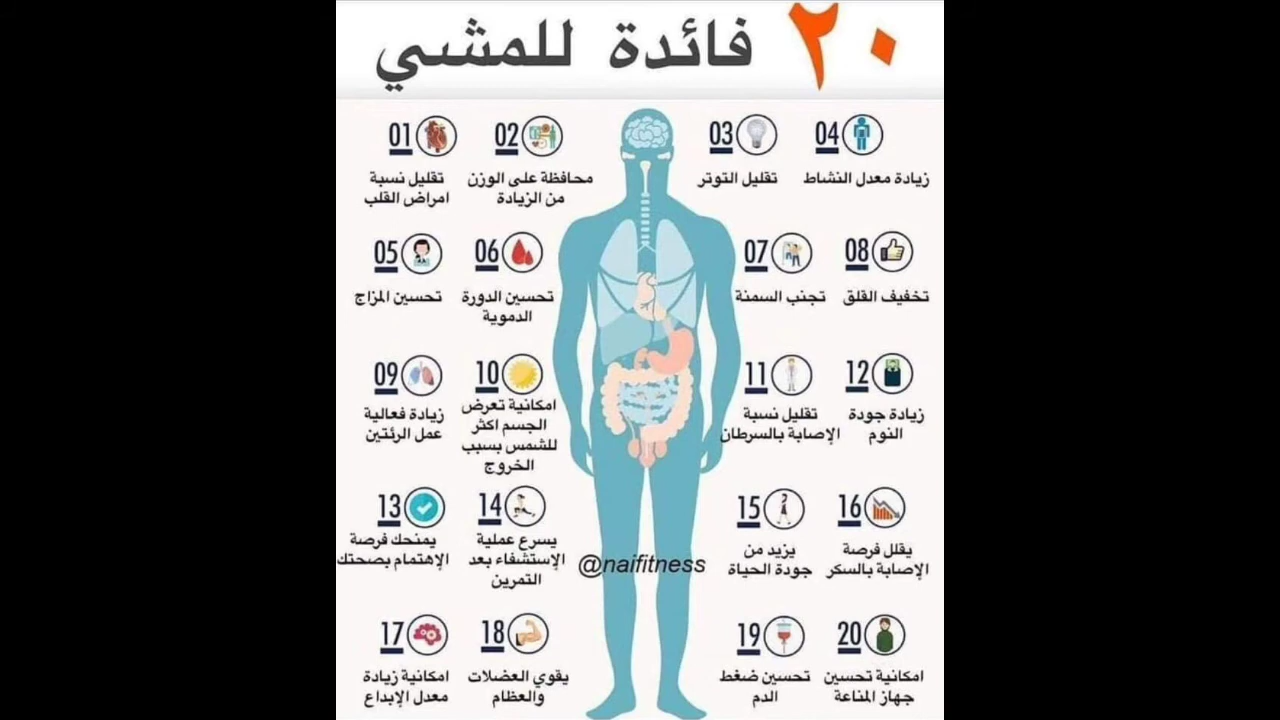 ٢٠ فائدة للمشي
01
تقليل نسبة
امراض القلب
02
محافظة على الوزن
من الزيادة
03
تقليل التوتر
04
زيادة معدل النشاط
05
تحسين المزاج
06
تحسين الدورة
الدموية
07
تجنب السمنة
08
تخفيف القلق
09
زيادة فعالية
عمل الرئتين
10
امكانية تعرض
الجسم اكثر
للشمس بسبب
الخروج
11
تقليل نسبة
الإصابة بالسرطان
12
زيادة جودة
النوم
13
يمنحك فرصة
الإهتمام بصحتك
14
يسرع عملية
الإستشفاء بعد
التمرين
15
يزيد من
جودة الحياة
16
يقلل فرصة
الإصابة بالسكر
@naifitness
17
امكانية زيادة
معدل الإبداع
18
يقوي العضلات
والعظام
19
تحسين ضغط
الدم
20
امكانية تحسين
جهاز المناعة